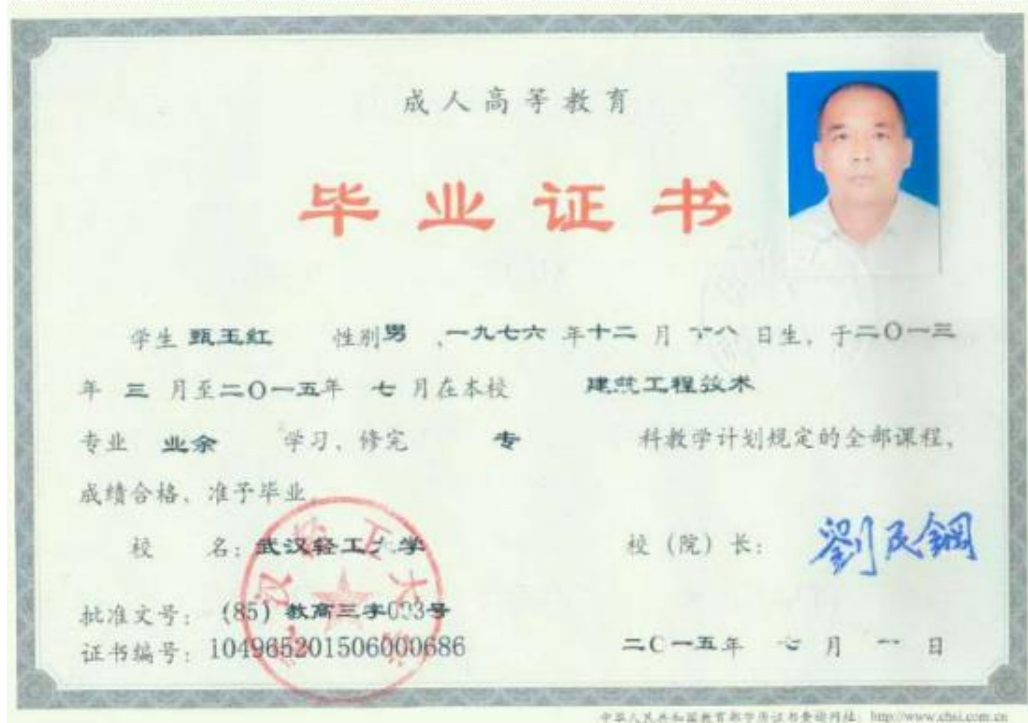 成人高等教育
毕业证书
学生 甄玉红 性别 男 、一九七六 年 十二 月 十八 日生、于二〇一三
年 三 月至二〇一五年 七 月在本校 建筑工程技术
专业 业余 学习、修完 专 科教学计划规定的全部课程、
成绩合格、准予毕业。
校 名：武汉轻工大学 校（院）长： 劉民鋼
批准文号：（85）教高三字033号
证书编号：104965201506000686 二〇一五年 七 月 一 日
中华人民共和国教育部学历证书查询网址：http://www.chsi.com.cn